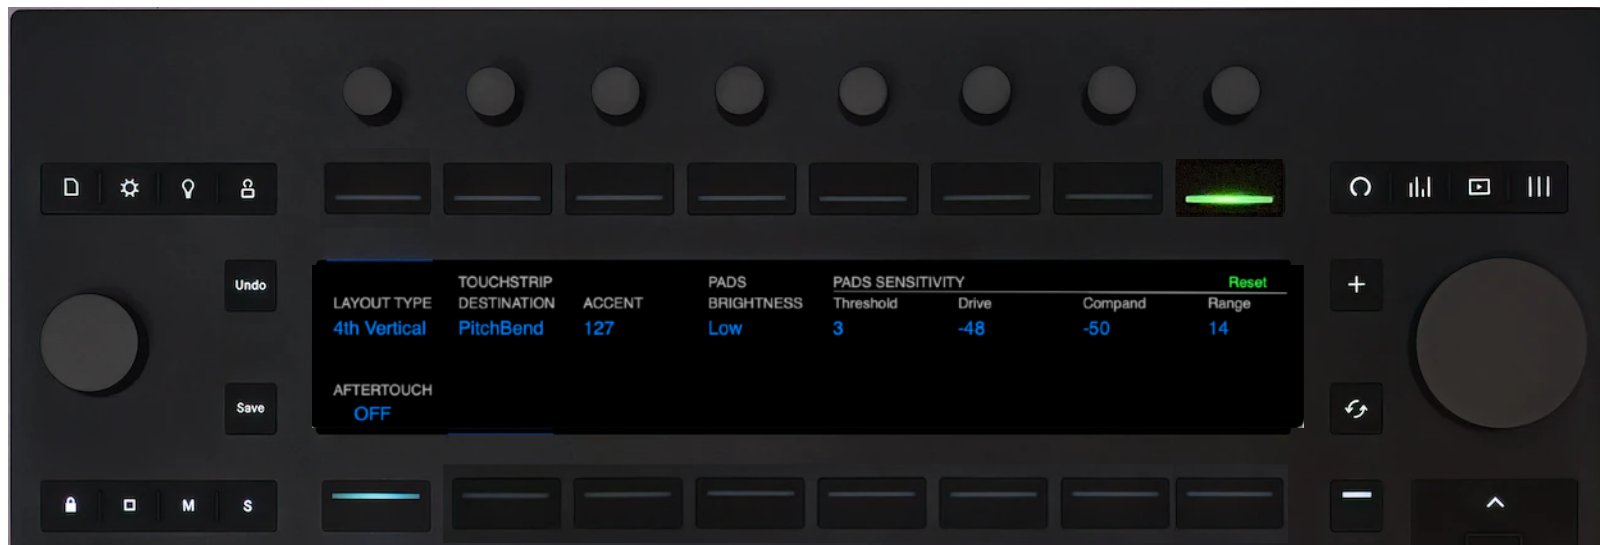 Undo
Save
M S
TOUCHSTRIP PADS PADS SENSITIVITY Reset
LAYOUT TYPE DESTINATION ACCENT BRIGHTNESS Threshold Drive Compand Range
4th Vertical PitchBend 127 Low 3 -48 -50 14
AFTERTOUCH
OFF